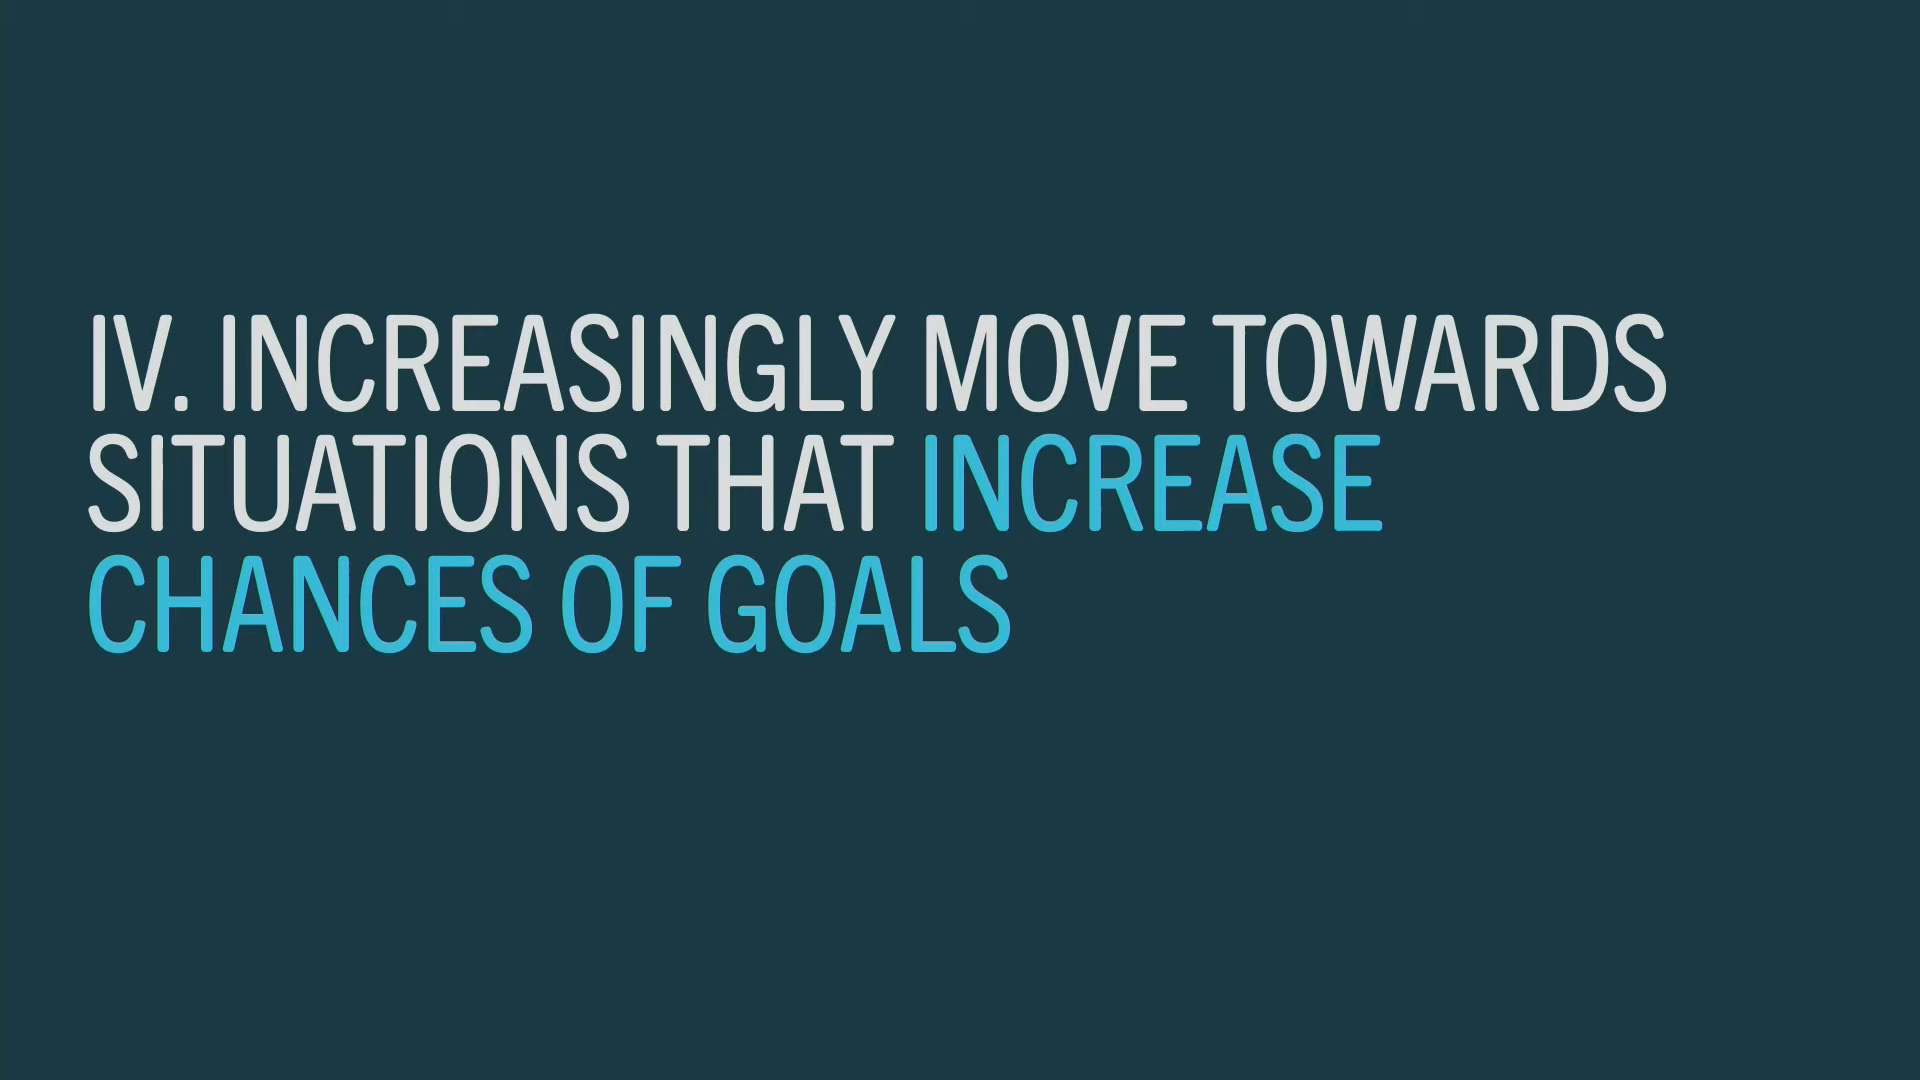 IV. INCREASINGLY MOVE TOWARDS
SITUATIONS THAT INCREASE
CHANCES OF GOALS